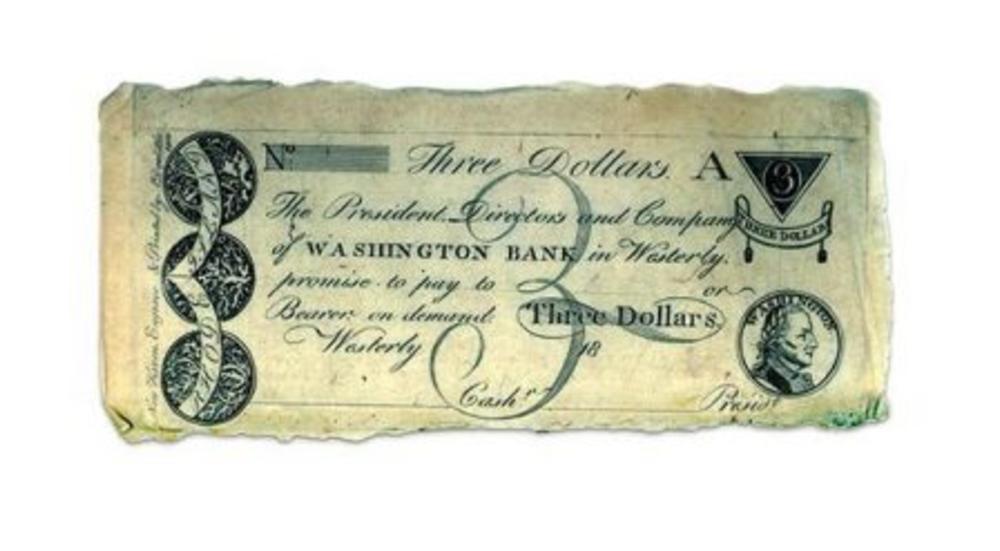 Nº Three Dollars. A
3
THREE DOLLARS
The President Directors and Company
of WASHINGTON BANK in Westerly.
promise to pay to or
Bearer on demand. Three Dollars.
Westerly 18
Cashr Presidt
3
WASHINGTON